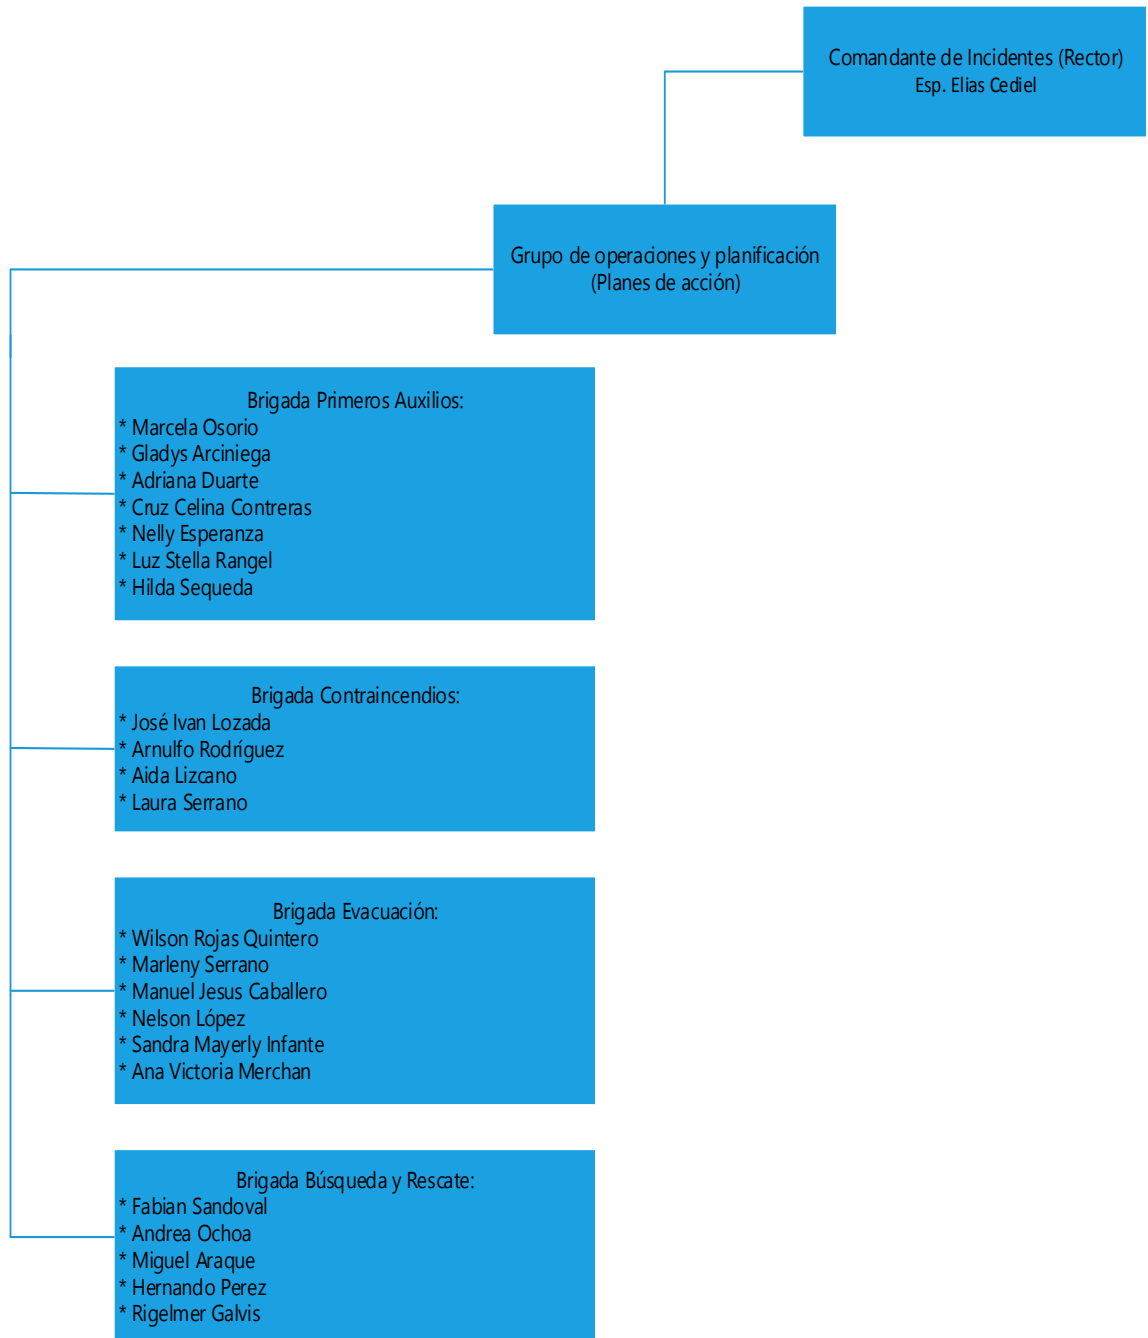 Comandante de Incidentes (Rector)
Esp. Elias Cediel
Grupo de operaciones y planificación
(Planes de acción)
Brigada Primeros Auxilios:
* Marcela Osorio
* Gladys Arciniega
* Adriana Duarte
* Cruz Celina Contreras
* Nelly Esperanza
* Luz Stella Rangel
* Hilda Sequeda
Brigada Contraincendios:
* José Ivan Lozada
* Arnulfo Rodríguez
* Aida Lizcano
* Laura Serrano
Brigada Evacuación:
* Wilson Rojas Quintero
* Marleny Serrano
* Manuel Jesus Caballero
* Nelson López
* Sandra Mayerly Infante
* Ana Victoria Merchan
Brigada Búsqueda y Rescate:
* Fabian Sandoval
* Andrea Ochoa
* Miguel Araque
* Hernando Perez
* Rigelmer Galvis